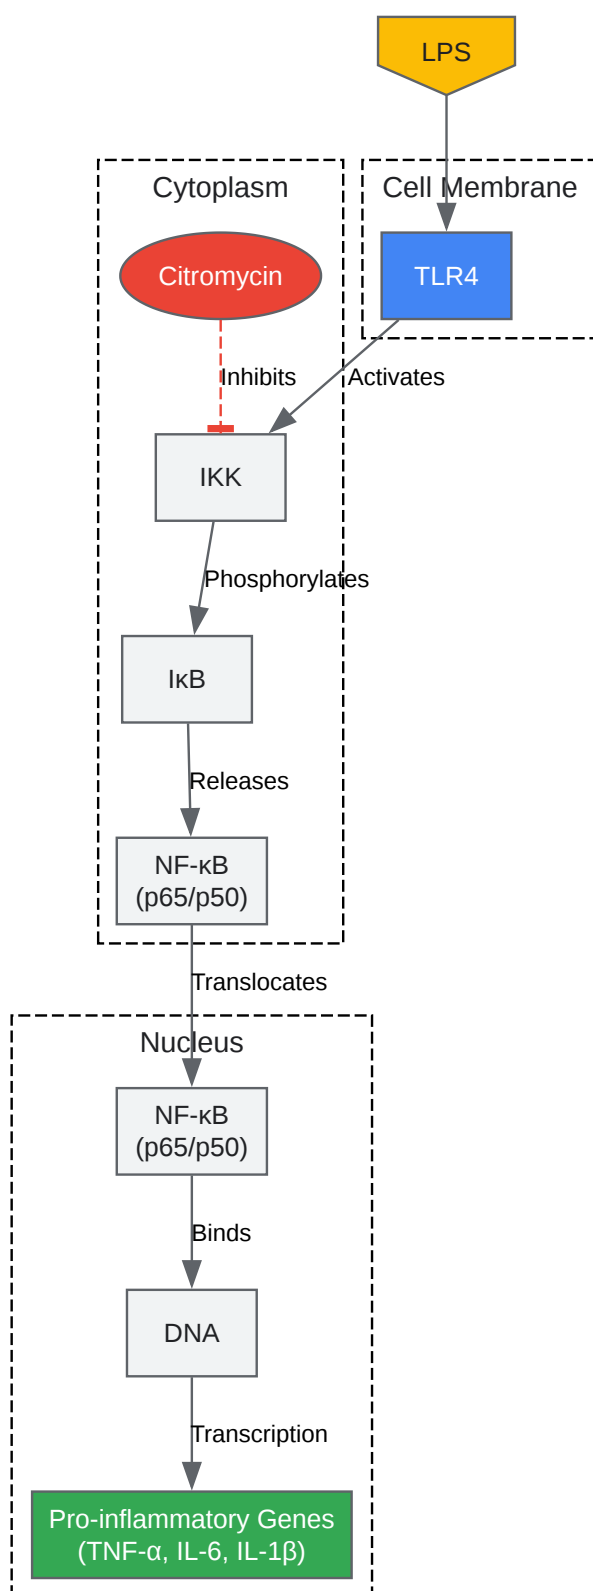 LPS
Cytoplasm
Cell Membrane
Citromycin
TLR4
Inhibits
Activates
IKK
Phosphorylates
IκB
Releases
NF-κB
(p65/p50)
Translocates
Nucleus
NF-κB
(p65/p50)
Binds
DNA
Transcription
Pro-inflammatory Genes
(TNF-α, IL-6, IL-1β)